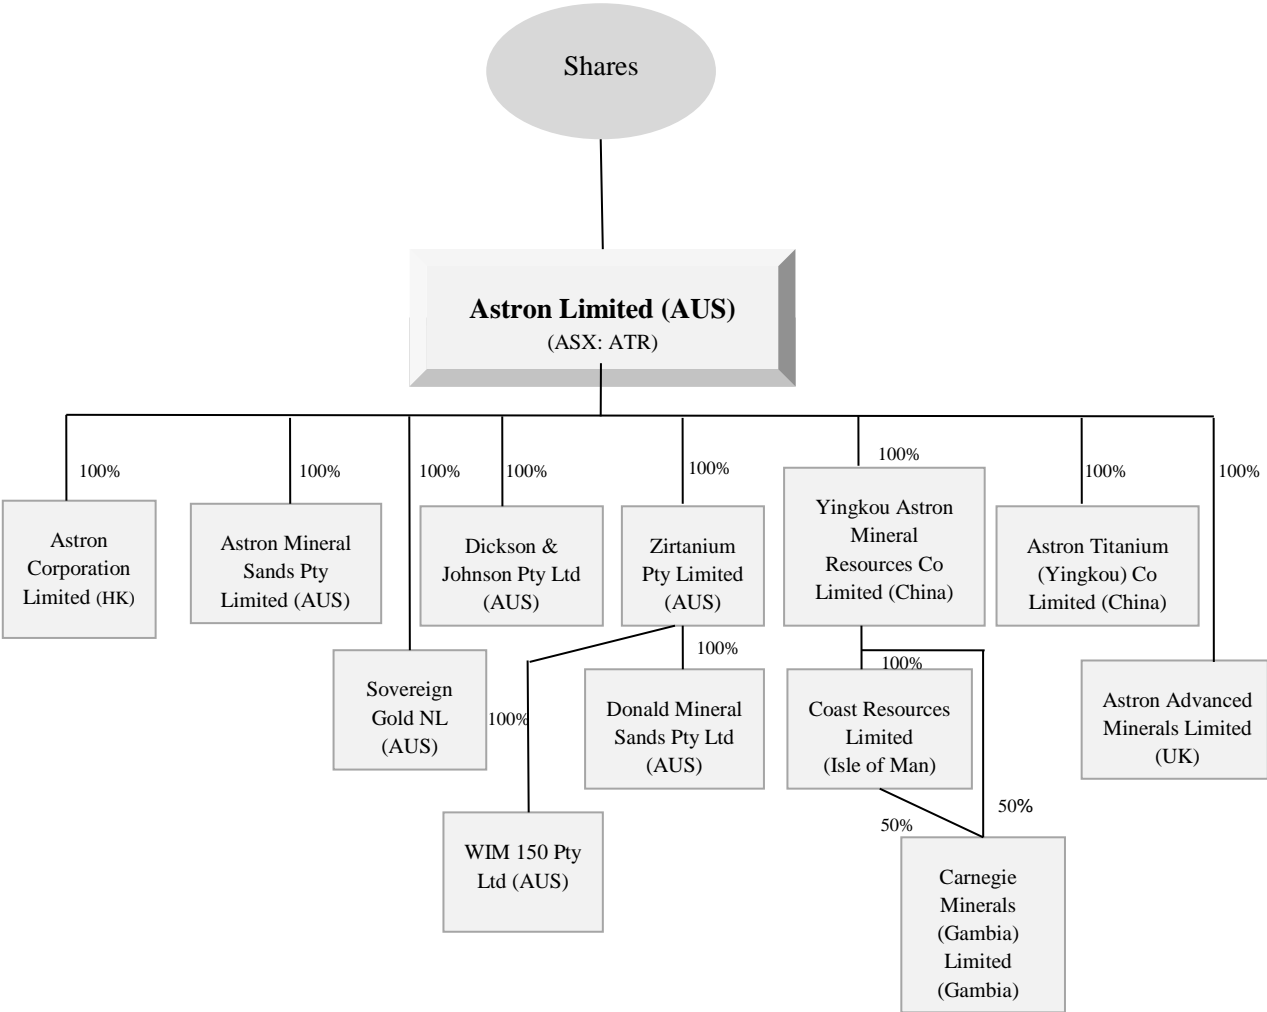 Shares
Astron Limited (AUS)
(ASX: ATR)
100%
100%
100%
100%
100%
100%
100%
100%
Astron
Corporation
Limited (HK)
Astron Mineral
Sands Pty
Limited (AUS)
Dickson &
Johnson Pty Ltd
(AUS)
Zirtanium
Pty Limited
(AUS)
Yingkou Astron
Mineral
Resources Co
Limited (China)
Astron Titanium
(Yingkou) Co
Limited (China)
100%
100%
Sovereign
Gold NL
(AUS)
100%
Donald Mineral
Sands Pty Ltd
(AUS)
Coast Resources
Limited
(Isle of Man)
Astron Advanced
Minerals Limited
(UK)
50%
50%
WIM 150 Pty
Ltd (AUS)
Carnegie
Minerals
(Gambia)
Limited
(Gambia)